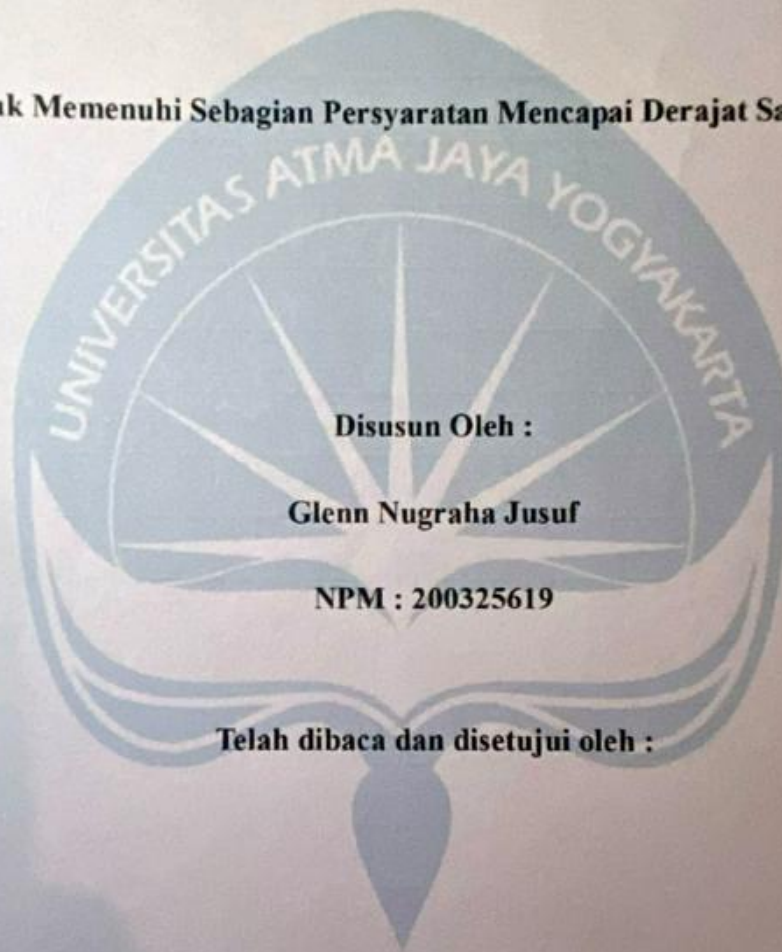 Memenuhi Sebagian Persyaratan Mencapai Derajat
UNIVERSITAS ATMA JAYA YOGYAKARTA
Disusun Oleh :
Glenn Nugraha Jusuf
NPM : 200325619
Telah dibaca dan disetujui oleh :